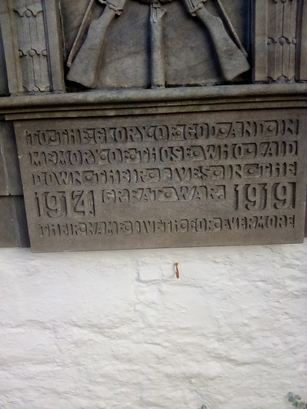 TO·THE·GLORY·OF·GOD·AND·IN
MEMORY·OF·THOSE·WHO·LAID
DOWN·THEIR·LIVES·IN·THE
1914 GREAT·WAR 1919
THEIR·NAME·LIVETH·FOR·EVERMORE